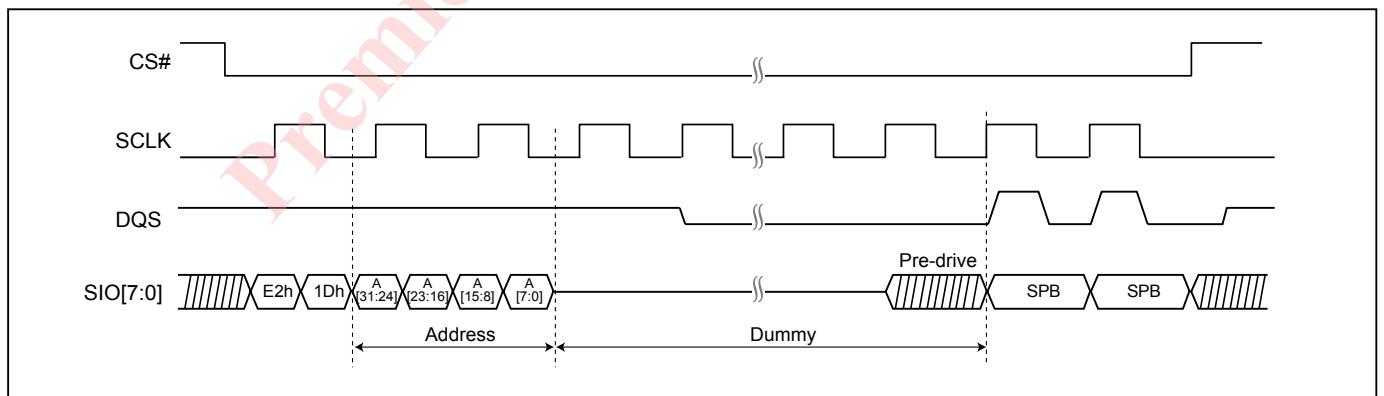 Premie
CS#
SCLK
DQS
Pre-drive
SIO[7:0]
E2h
1Dh
A
[31:24]
A
[23:16]
A
[15:8]
A
[7:0]
SPB
SPB
Address
Dummy